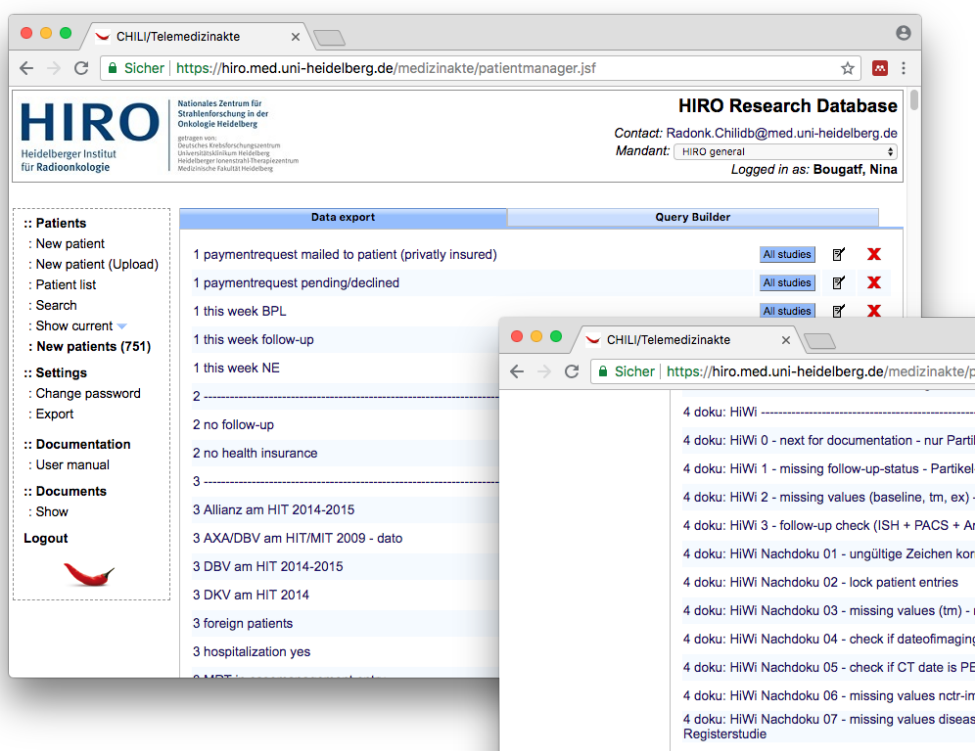 CHILI/Telemedizinakte
Sicher | https://hiro.med.uni-heidelberg.de/medizinakte/patientmanager.jsf
HIRO
Heidelberger Institut
für Radioonkologie
Nationales Zentrum für
Strahlenforschung in der
Onkologie Heidelberg
getragen von:
Deutsches Krebsforschungszentrum
Universitätsklinikum Heidelberg
Heidelberger Ionenstrahl-Therapiezentrum
Medizinische Fakultät Heidelberg
HIRO Research Database
Contact: Radonk.Chilidb@med.uni-heidelberg.de
Mandant: HIRO general
Logged in as: Bougatf, Nina
:: Patients
: New patient
: New patient (Upload)
: Patient list
: Search
: Show current
: New patients (751)
:: Settings
: Change password
: Export
:: Documentation
: User manual
:: Documents
: Show
Logout
Data export
Query Builder
1 paymentrequest mailed to patient (privatly insured) All studies
1 paymentrequest pending/declined All studies
1 this week BPL All studies
1 this week follow-up
1 this week NE
2 ------------------------------------------------------------
2 no follow-up
2 no health insurance
3 ------------------------------------------------------------
3 Allianz am HIT 2014-2015
3 AXA/DBV am HIT/MIT 2009 - dato
3 DBV am HIT 2014-2015
3 DKV am HIT 2014
3 foreign patients
3 hospitalization yes
CHILI/Telemedizinakte
Sicher | https://hiro.med.uni-heidelberg.de/medizinakte/p
4 doku: HiWi ------------------------------------------
4 doku: HiWi 0 - next for documentation - nur Parti
4 doku: HiWi 1 - missing follow-up-status - Partikel
4 doku: HiWi 2 - missing values (baseline, tm, ex) -
4 doku: HiWi 3 - follow-up check (ISH + PACS + Ar
4 doku: HiWi Nachdoku 01 - ungültige Zeichen kor
4 doku: HiWi Nachdoku 02 - lock patient entries
4 doku: HiWi Nachdoku 03 - missing values (tm) -
4 doku: HiWi Nachdoku 04 - check if dateofimaging
4 doku: HiWi Nachdoku 05 - check if CT date is PE
4 doku: HiWi Nachdoku 06 - missing values nctr-im
4 doku: HiWi Nachdoku 07 - missing values diseas
Registerstudie